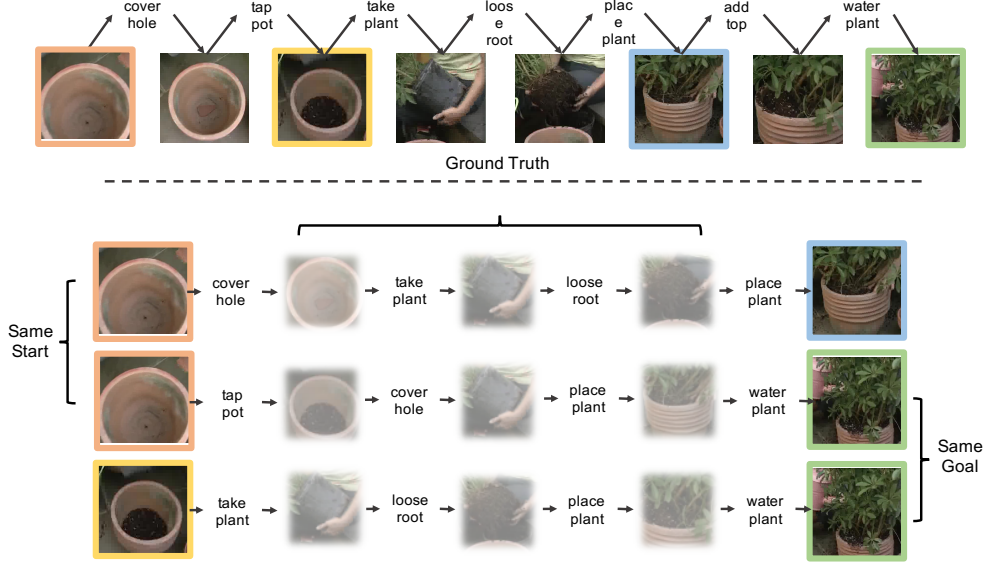 cover
hole
tap
pot
take
plant
loos
e
root
plac
e
plant
add
top
water
plant
Ground Truth
Same
Start
cover
hole
take
plant
loose
root
place
plant
tap
pot
cover
hole
place
plant
water
plant
take
plant
loose
root
place
plant
water
plant
Same
Goal